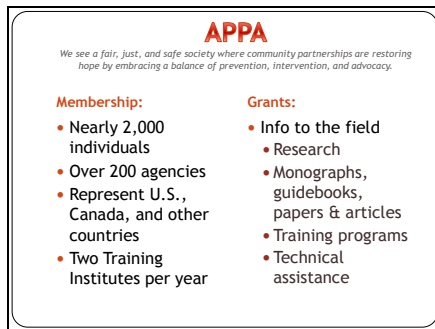 APPA
We see a fair, just, and safe society where community partnerships are restoring
hope by embracing a balance of prevention, intervention, and advocacy.
Membership:
• Nearly 2,000
individuals
• Over 200 agencies
• Represent U.S.,
Canada, and other
countries
• Two Training
Institutes per year
Grants:
• Info to the field
• Research
• Monographs,
guidebooks,
papers & articles
• Training programs
• Technical
assistance